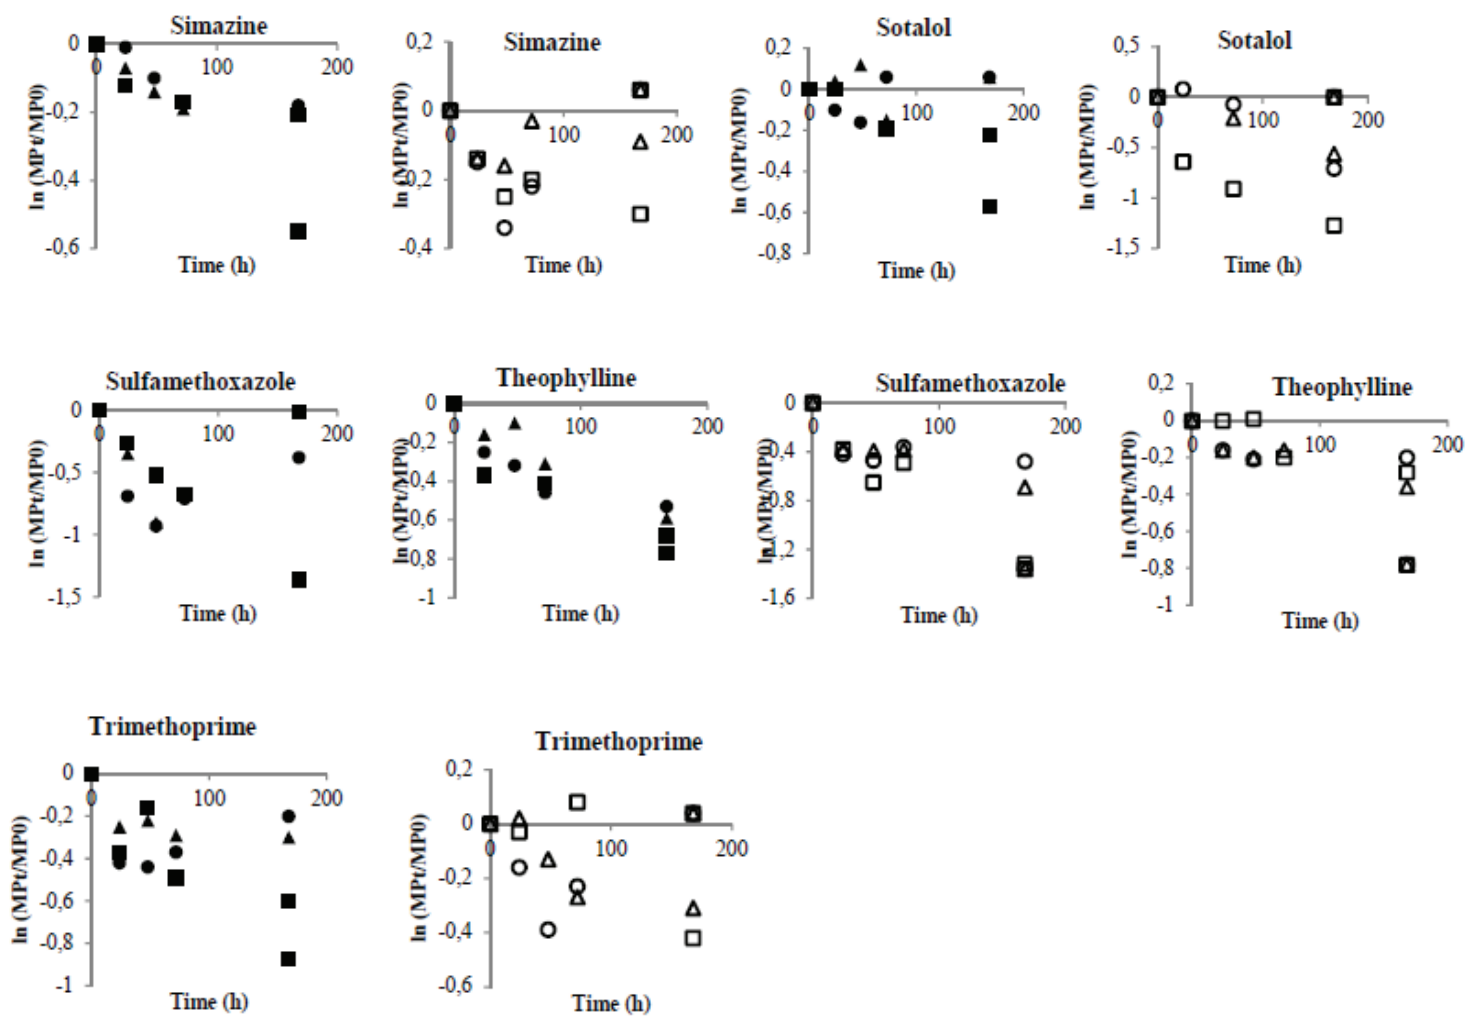 Simazine
0
0
100
200
-0,2
-0,4
-0,6
ln (MPt/MP0)
Time (h)
Simazine
0,2
0
0
100
200
-0,2
-0,4
ln (MPt/MP0)
Time (h)
Sotalol
0,2
0
0
100
200
-0,2
-0,4
-0,6
-0,8
ln (MPt/MP0)
Time (h)
Sotalol
0,5
0
0
100
200
-0,5
-1
-1,5
ln (MPt/MP0)
Time (h)
Sulfamethoxazole
0
0
100
200
-0,5
-1
-1,5
ln (MPt/MP0)
Time (h)
Theophylline
0
0
100
200
-0,2
-0,4
-0,6
-0,8
-1
ln (MPt/MP0)
Time (h)
Sulfamethoxazole
0
0
100
200
-0,4
-0,8
-1,2
-1,6
ln (MPt/MP0)
Time (h)
Theophylline
0,2
0
0
100
200
-0,2
-0,4
-0,6
-0,8
-1
ln (MPt/MP0)
Time (h)
Trimethoprime
0
0
100
200
-0,2
-0,4
-0,6
-0,8
-1
ln (MPt/MP0)
Time (h)
Trimethoprime
0,2
0
0
100
200
-0,2
-0,4
-0,6
ln (MPt/MP0)
Time (h)